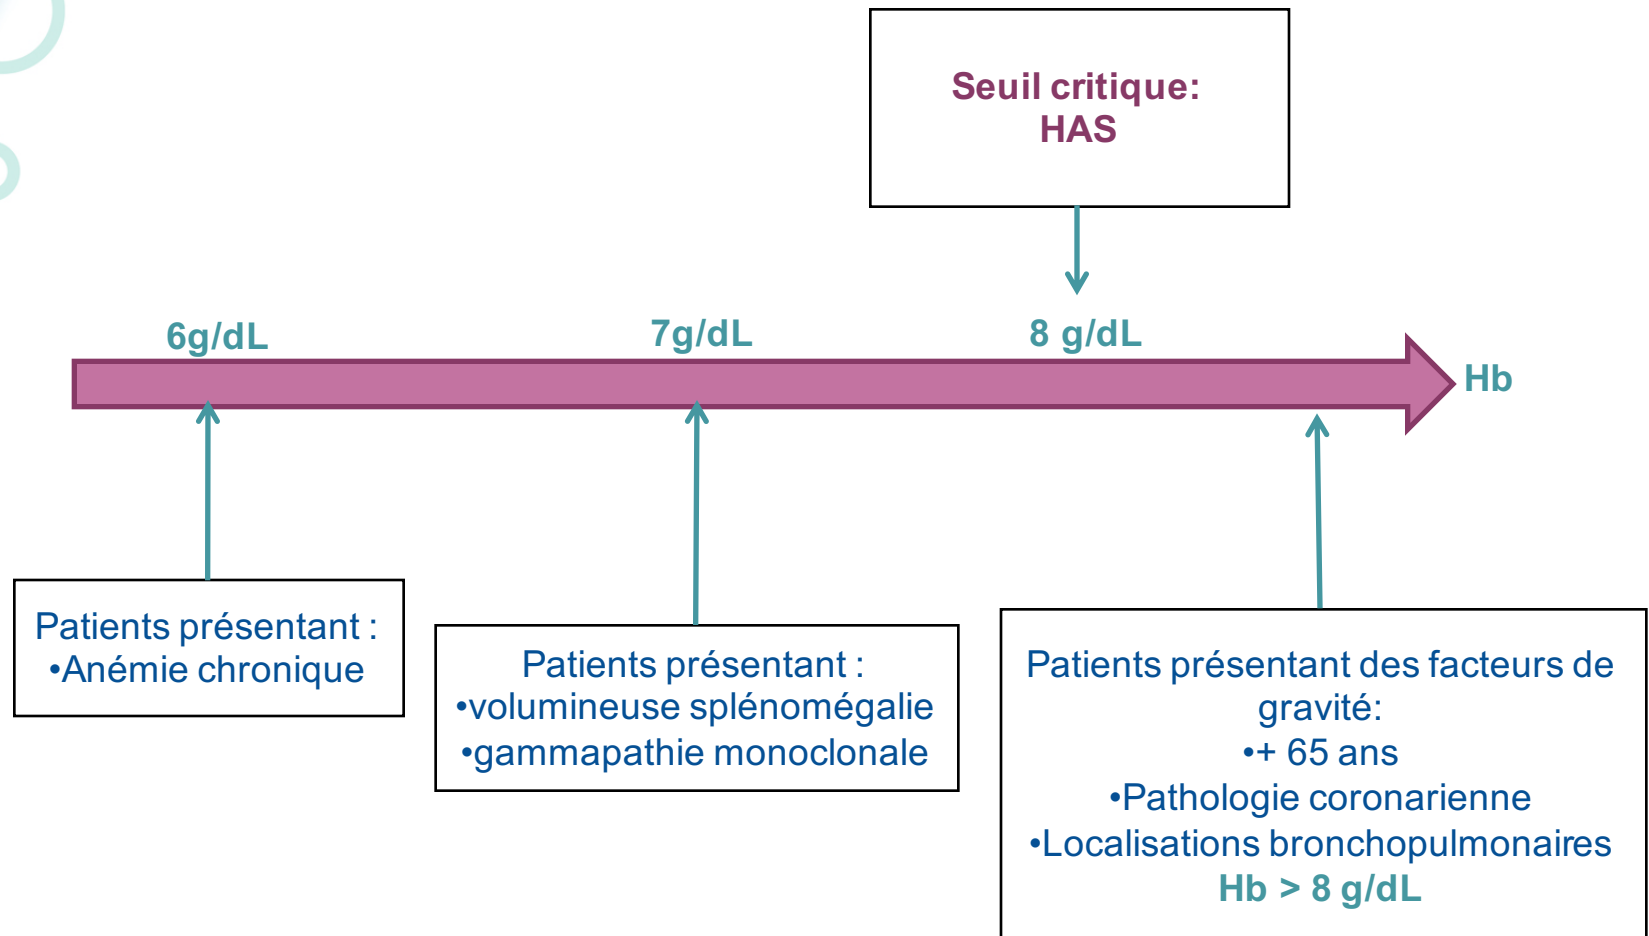 Seuil critique:
HAS
6g/dL
7g/dL
8 g/dL
Hb
Patients présentant :
•Anémie chronique
Patients présentant :
•volumineuse splénomégalie
•gammapathie monoclonale
Patients présentant des facteurs de
gravité:
•+ 65 ans
•Pathologie coronarienne
•Localisations bronchopulmonaires
Hb > 8 g/dL